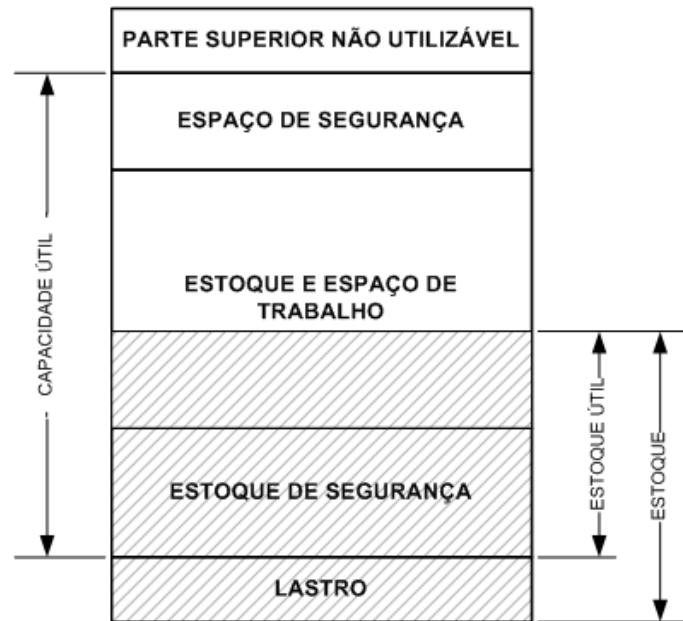 PARTE SUPERIOR NÃO UTILIZÁVEL
ESPAÇO DE SEGURANÇA
CAPACIDADE ÚTIL
ESTOQUE E ESPAÇO DE
TRABALHO
ESTOQUE DE SEGURANÇA
ESTOQUE ÚTIL
ESTOQUE
LASTRO